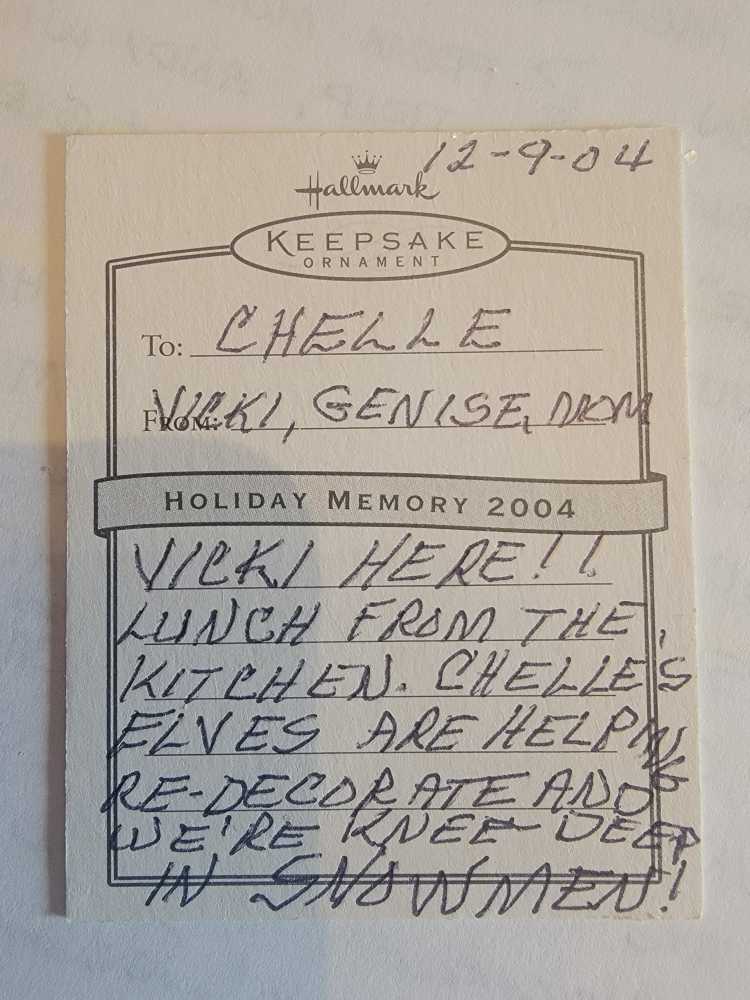 12-9-04
Hallmark
KEEPSAKE
ORNAMENT
To: CHELLE
FROM: VICKI, GENISE,
HOLIDAY MEMORY 2004
VICKI HERE!!
LUNCH FROM THE
KITCHEN. CHELLE'S
ELVES ARE HELPING
RE-DECORATE AND
WE'RE KNEE-DEEP
IN SNOWMEN!